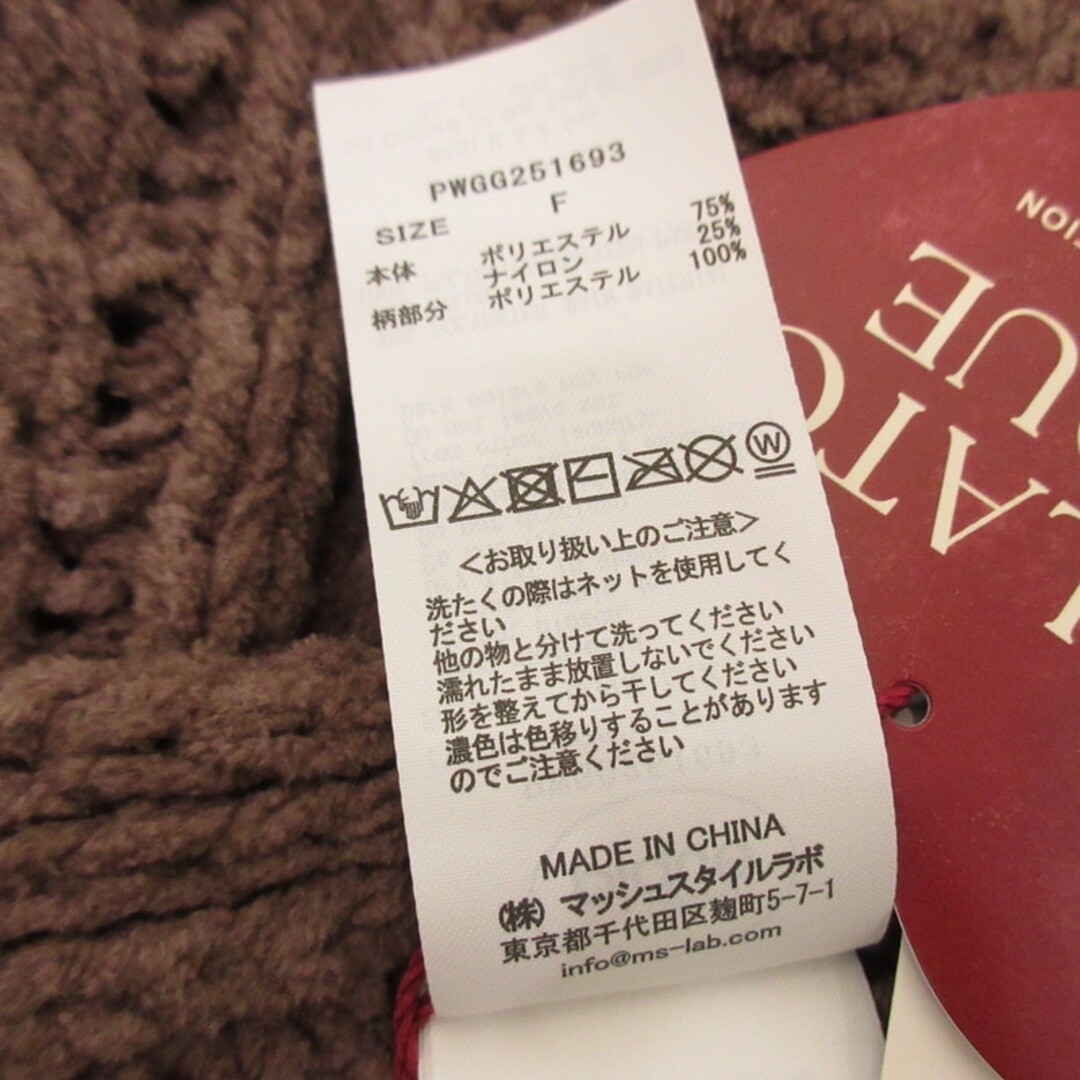 PWGG251693
SIZE F
本体 ポリエステル 75%
ナイロン 25%
柄部分 ポリエステル 100%
W
<お取り扱い上のご注意>
洗たくの際はネットを使用してく
ださい
他の物と分けて洗ってください
濡れたまま放置しないでください
形を整えてから干してください
濃色は色移りすることがあります
のでご注意ください
MADE IN CHINA
(株) マッシュスタイルラボ
東京都千代田区麹町5-7-1
info@ms-lab.com